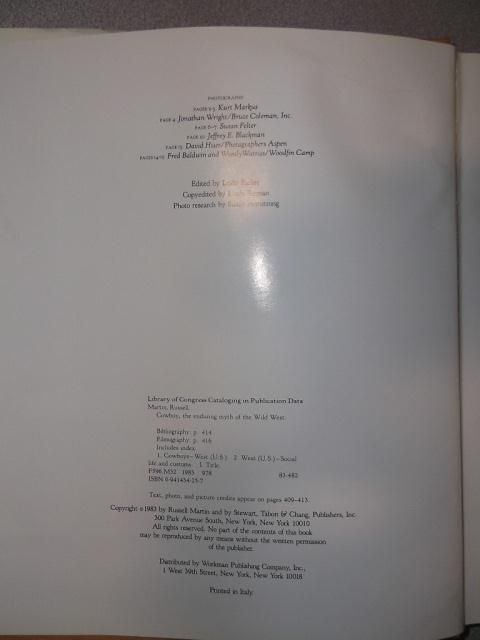 PHOTOGRAPHS
PAGES 2-3, Kurt Markus
PAGE 4, Jonathan Wright/Bruce Coleman, Inc.
PAGE 6-7, Susan Felter
PAGE 10, Jeffrey E. Blackman
PAGE 13, David Hiser/Photographers Aspen
PAGES 14-15, Fred Baldwin and Wendy Watriss/Woodfin Camp
Edited by Leslie
Copyedited by
Photo research by Armstrong
Library of Congress Cataloging in Publication Data
Martin, Russell.
Cowboy, the enduring myth of the Wild West.
Bibliography: p. 414
Filmography: p. 416
Includes index.
1. Cowboys—West (U.S.) 2. West (U.S.)—Social
life and customs. I. Title.
F596.M32 1983 978 83-482
ISBN 0-941434-25-7
Text, photo, and picture credits appear on pages 409-413.
Copyright © 1983 by Russell Martin and by Stewart, Tabori & Chang, Publishers, Inc.
300 Park Avenue South, New York, New York 10010
All rights reserved. No part of the contents of this book
may be reproduced by any means without the written permission
of the publisher.
Distributed by Workman Publishing Company, Inc.,
1 West 39th Street, New York, New York 10018
Printed in Italy.